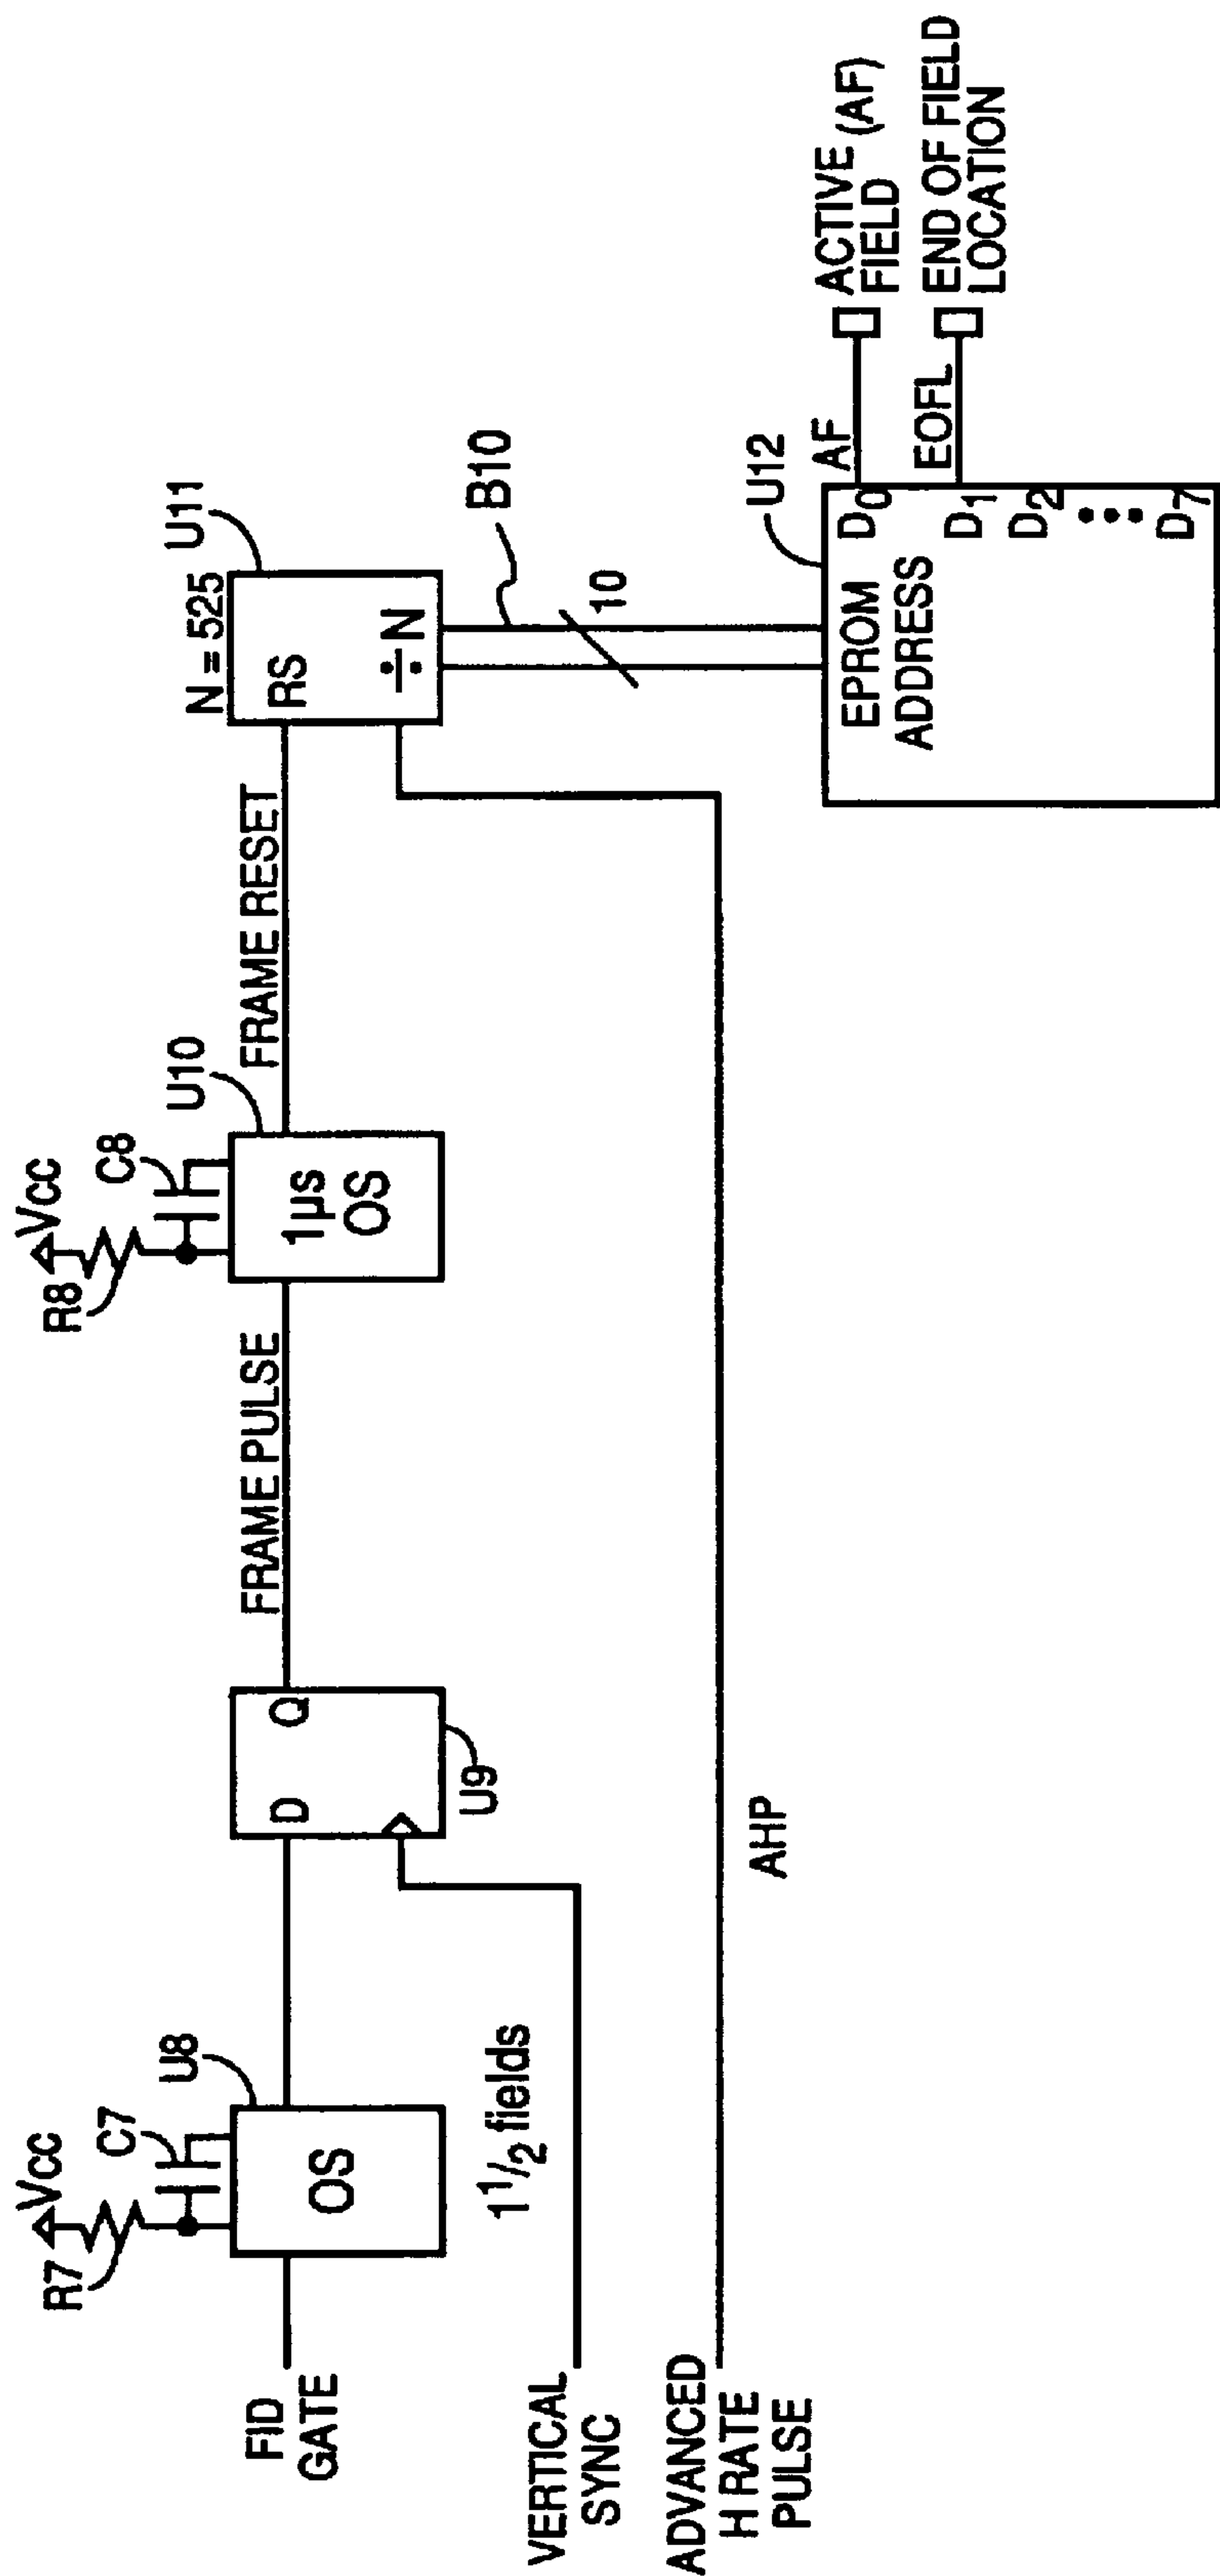 FID
GATE
R7
VCC
C7
U8
OS
1 1/2 fields
VERTICAL
SYNC
ADVANCED
H RATE
PULSE
AHP
D
Q
U9
FRAME PULSE
R8
VCC
C8
U10
1µs
OS
FRAME RESET
N = 525
U11
RS
÷N
B10
10
U12
EPROM
ADDRESS
D0
D1
D2
D7
AF
EOFL
ACTIVE (AF)
FIELD
END OF FIELD
LOCATION